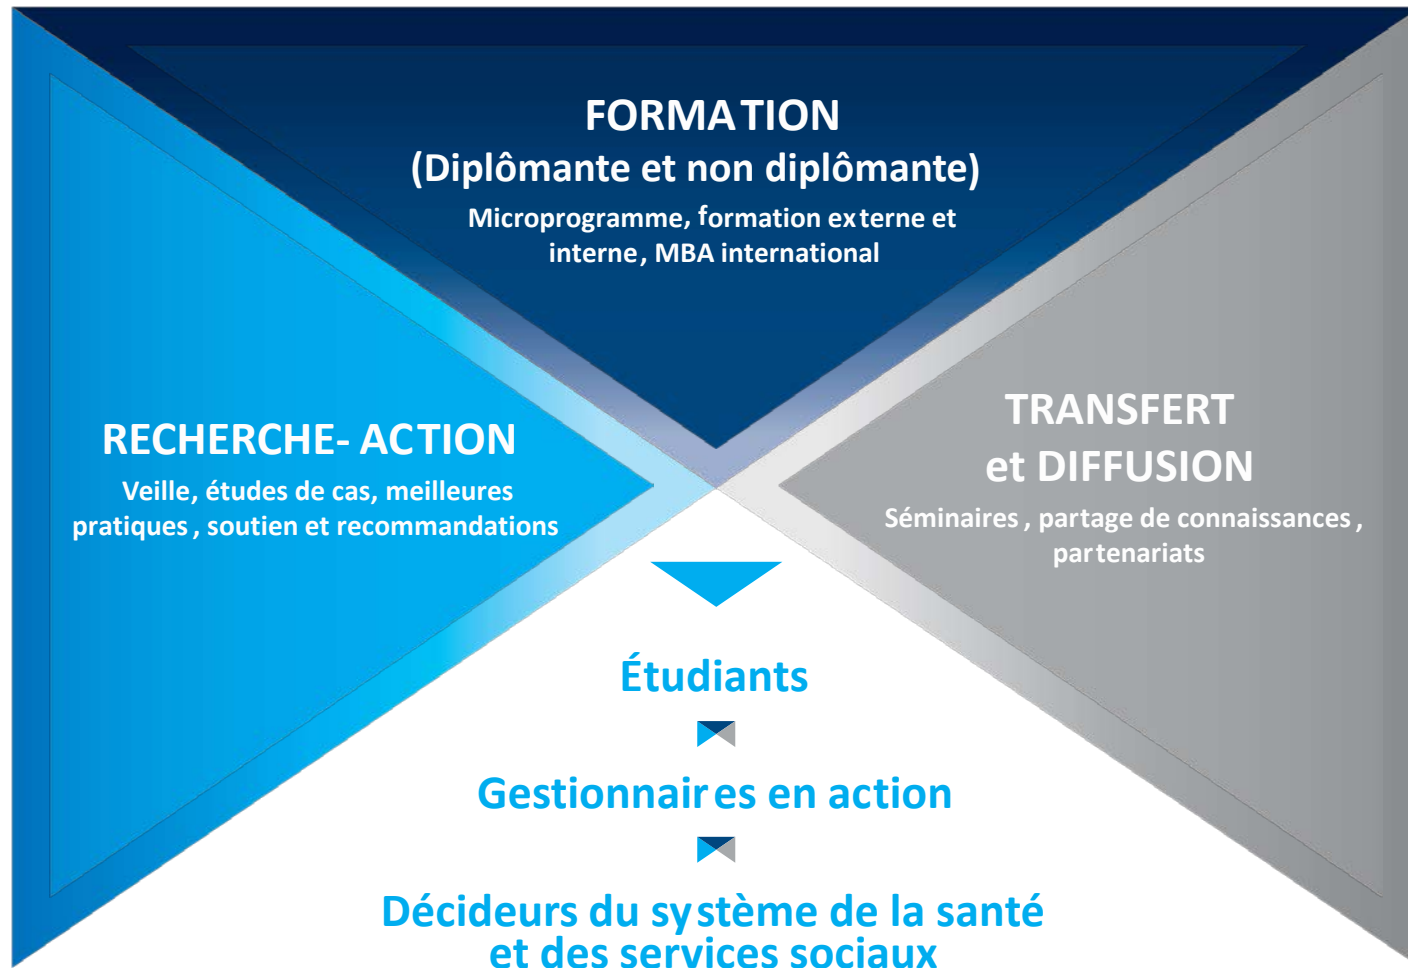 FORMATION
(Diplômante et non diplômante)
Microprogramme, formation externe et
interne, MBA international
RECHERCHE- ACTION
Veille, études de cas, meilleures
pratiques, soutien et recommandations
TRANSFERT
et DIFFUSION
Séminaires, partage de connaissances,
partenariats
Étudiants
Gestionnaires en action
Décideurs du système de la santé
et des services sociaux